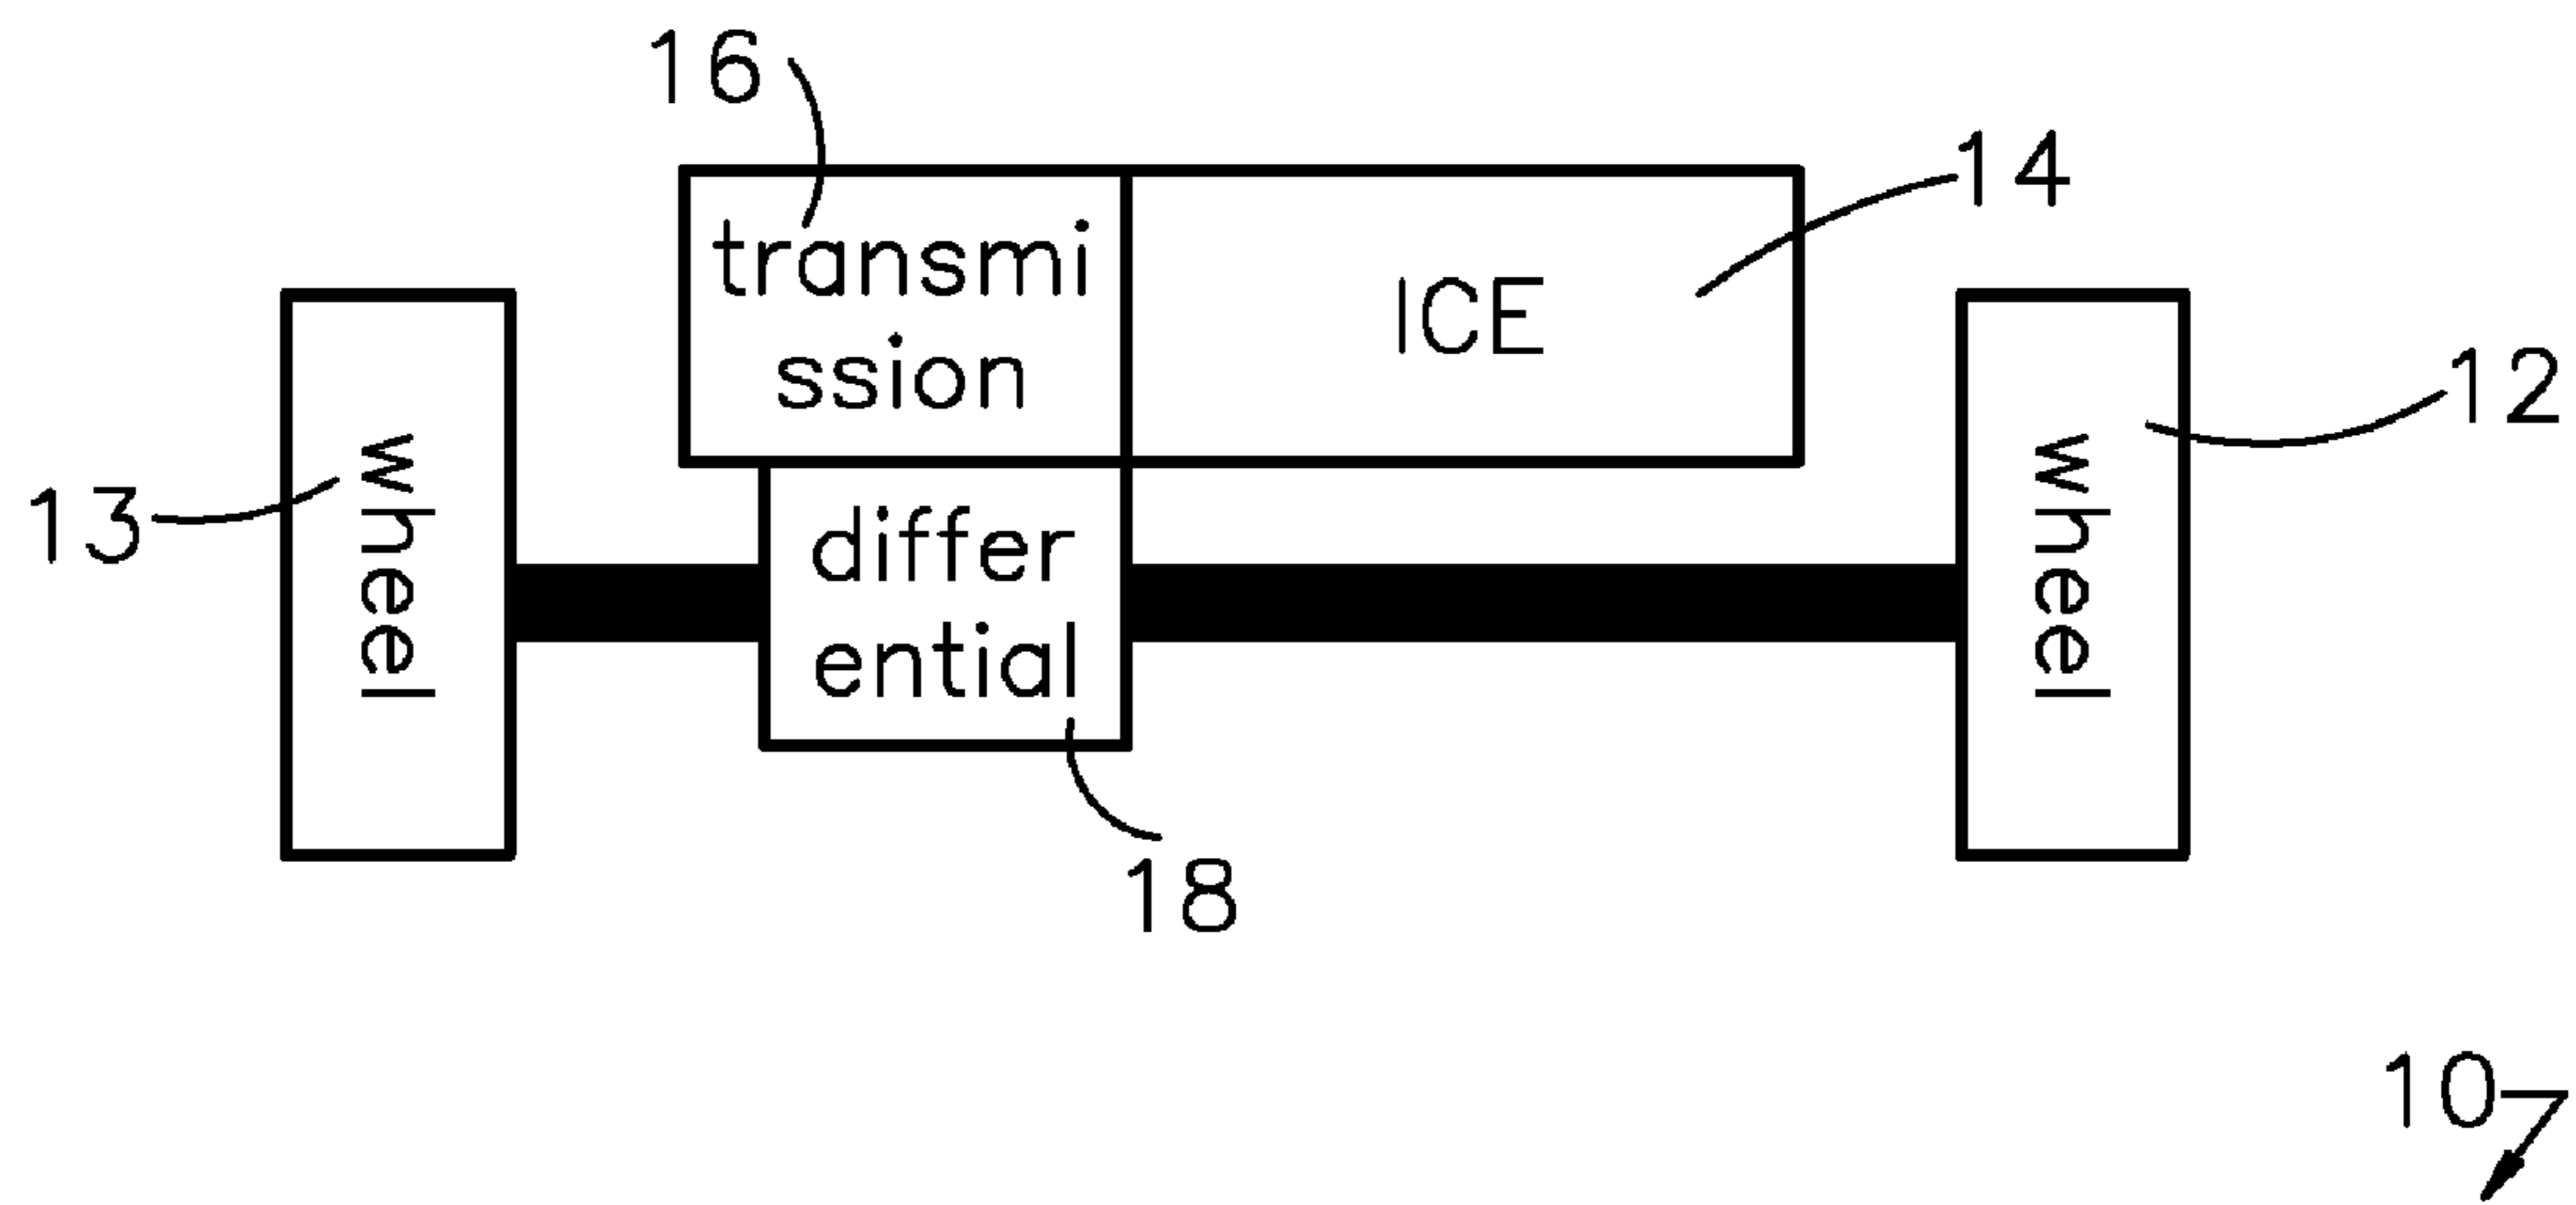 16
14
transmi
ssion
ICE
12
13
wheel
wheel
differ
ential
18
10